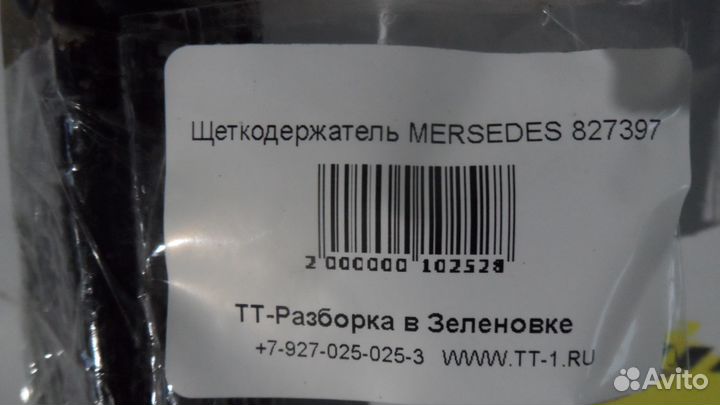 Щеткодержатель MERSEDES 827397
2 000000 102528
ТТ-Разборка в Зеленовке
+7-927-025-025-3 WWW.TT-1.RU
Avito